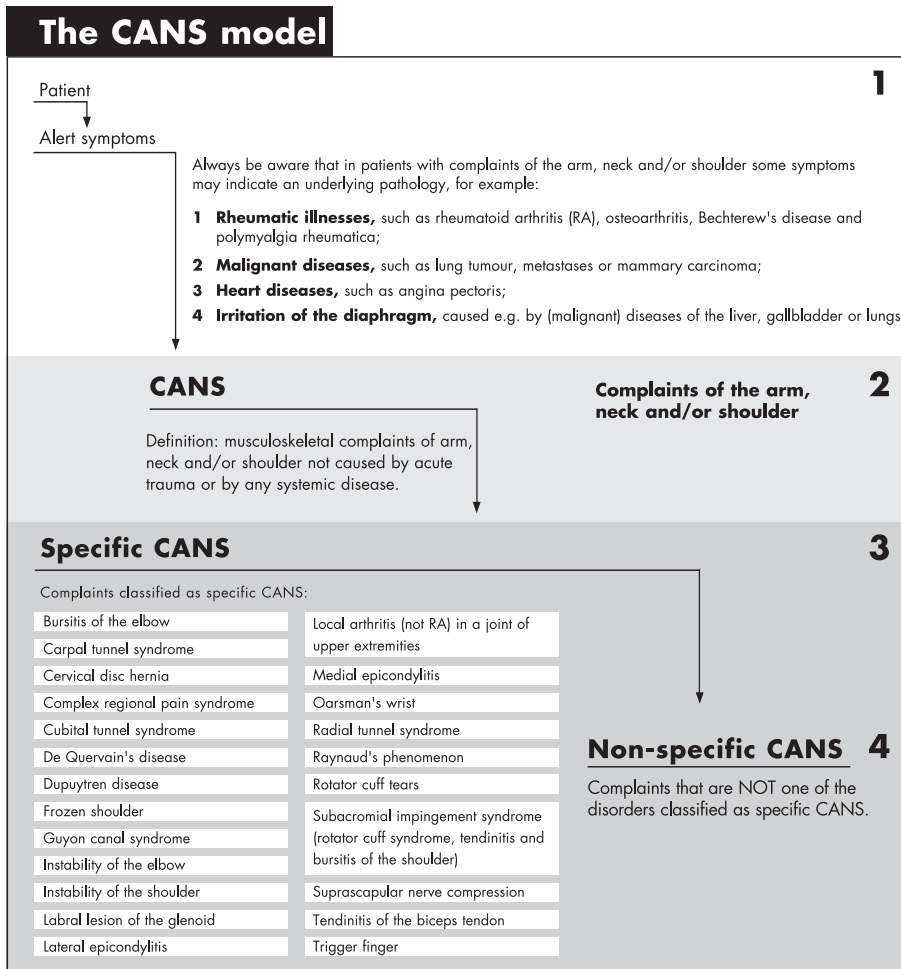 The CANS model
1
Patient
Alert symptoms
Always be aware that in patients with complaints of the arm, neck and/or shoulder some symptoms
may indicate an underlying pathology, for example:
1 Rheumatic illnesses, such as rheumatoid arthritis (RA), osteoarthritis, Bechterew's disease and
polymyalgia rheumatica;
2 Malignant diseases, such as lung tumour, metastases or mammary carcinoma;
3 Heart diseases, such as angina pectoris;
4 Irritation of the diaphragm, caused e.g. by (malignant) diseases of the liver, gallbladder or lungs
CANS
Complaints of the arm,
neck and/or shoulder
2
Definition: musculoskeletal complaints of arm,
neck and/or shoulder not caused by acute
trauma or by any systemic disease.
Specific CANS
3
Complaints classified as specific CANS:
Bursitis of the elbow
Carpal tunnel syndrome
Cervical disc hernia
Complex regional pain syndrome
Cubital tunnel syndrome
De Quervain's disease
Dupuytren disease
Frozen shoulder
Guyon canal syndrome
Instability of the elbow
Instability of the shoulder
Labral lesion of the glenoid
Lateral epicondylitis
Local arthritis (not RA) in a joint of
upper extremities
Medial epicondylitis
Oarsman's wrist
Radial tunnel syndrome
Raynaud's phenomenon
Rotator cuff tears
Subacromial impingement syndrome
(rotator cuff syndrome, tendinitis and
bursitis of the shoulder)
Suprascapular nerve compression
Tendinitis of the biceps tendon
Trigger finger
Non-specific CANS 4
Complaints that are NOT one of the
disorders classified as specific CANS.